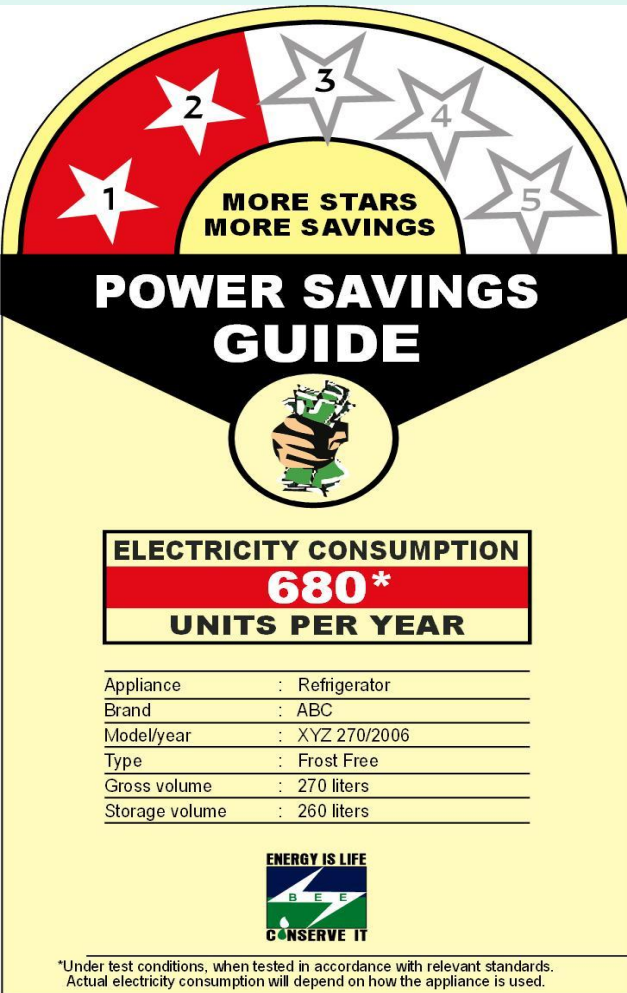 1
2
3
4
5
MORE STARS
MORE SAVINGS
POWER SAVINGS
GUIDE
ELECTRICITY CONSUMPTION
680*
UNITS PER YEAR
Appliance : Refrigerator
Brand : ABC
Model/year : XYZ 270/2006
Type : Frost Free
Gross volume : 270 liters
Storage volume : 260 liters
ENERGY IS LIFE
BEE
CONSERVE IT
*Under test conditions, when tested in accordance with relevant standards.
Actual electricity consumption will depend on how the appliance is used.